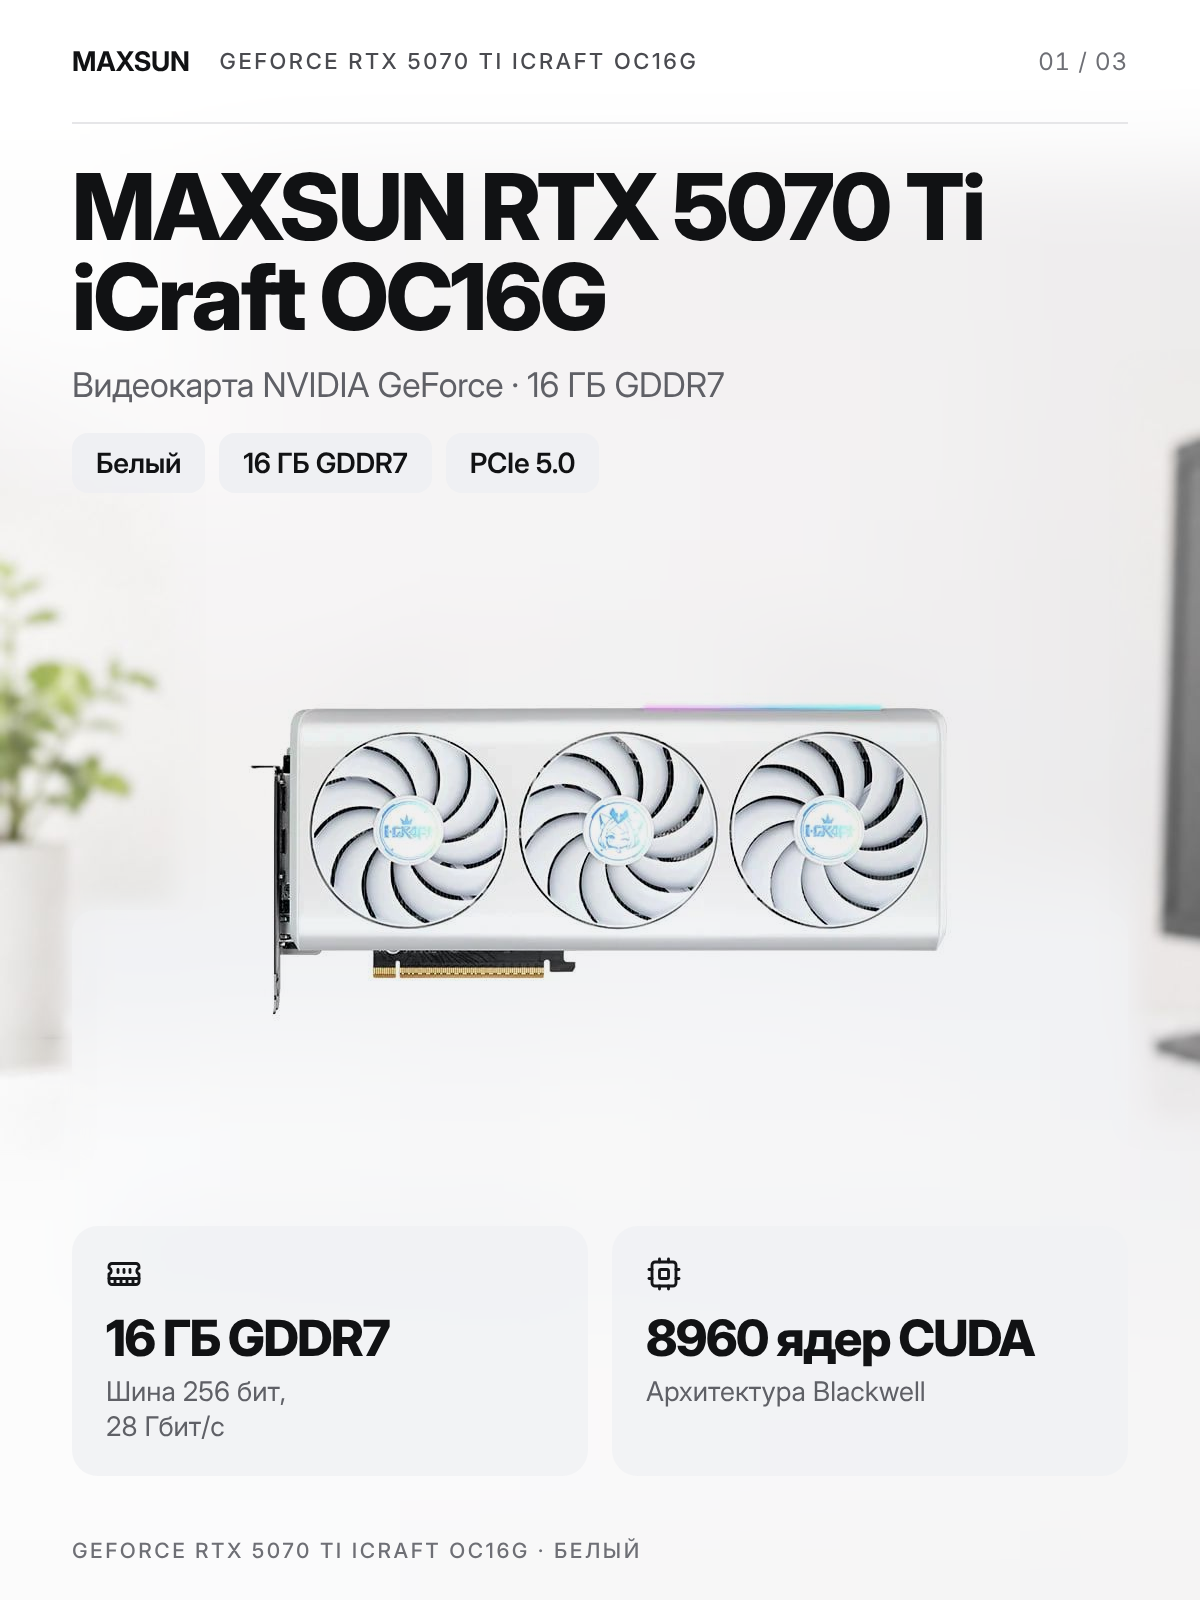 MAXSUN GEFORCE RTX 5070 TI ICRAFT OC16G 01 / 03
MAXSUN RTX 5070 Ti
iCraft OC16G
Видеокарта NVIDIA GeForce · 16 ГБ GDDR7
Белый 16 ГБ GDDR7 PCIe 5.0
16 ГБ GDDR7
Шина 256 бит,
28 Гбит/с
8960 ядер CUDA
Архитектура Blackwell
GEFORCE RTX 5070 TI ICRAFT OC16G · БЕЛЫЙ